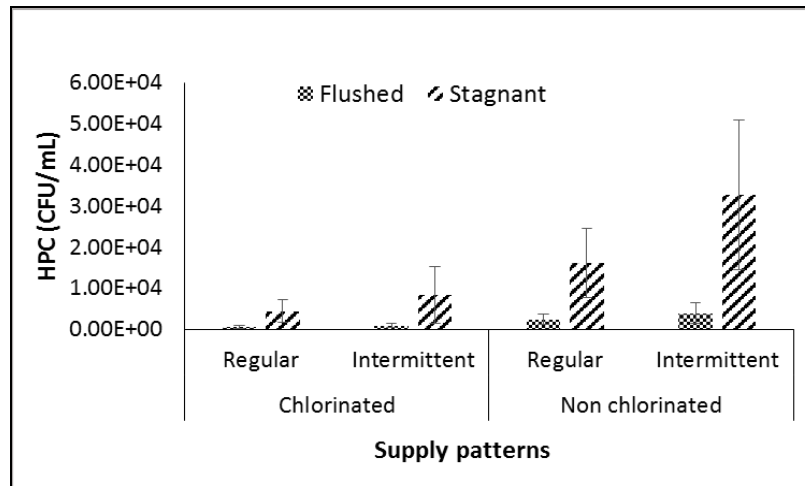 6.00E+04
5.00E+04
4.00E+04
3.00E+04
2.00E+04
1.00E+04
0.00E+00
HPC (CFU/mL)
Flushed Stagnant
Regular Intermittent Regular Intermittent
Chlorinated Non chlorinated
Supply patterns